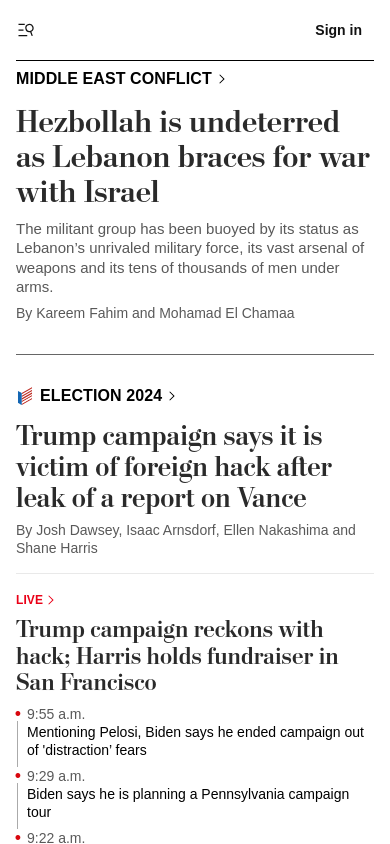 Sign in
MIDDLE EAST CONFLICT
Hezbollah is undeterred
as Lebanon braces for war
with Israel
The militant group has been buoyed by its status as
Lebanon’s unrivaled military force, its vast arsenal of
weapons and its tens of thousands of men under
arms.
By Kareem Fahim and Mohamad El Chamaa
ELECTION 2024
Trump campaign says it is
victim of foreign hack after
leak of a report on Vance
By Josh Dawsey, Isaac Arnsdorf, Ellen Nakashima and
Shane Harris
LIVE
Trump campaign reckons with
hack; Harris holds fundraiser in
San Francisco
9:55 a.m.
Mentioning Pelosi, Biden says he ended campaign out
of 'distraction’ fears
9:29 a.m.
Biden says he is planning a Pennsylvania campaign
tour
9:22 a.m.